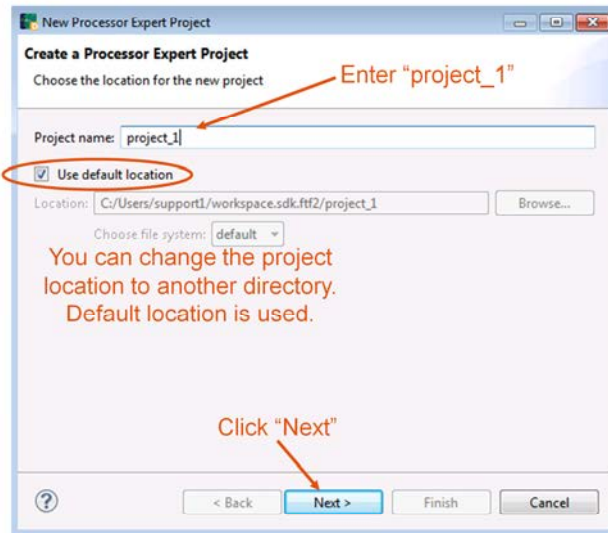 New Processor Expert Project
Create a Processor Expert Project
Choose the location for the new project
Enter “project_1”
Project name: project_1
Use default location
Location: C:/Users/support1/workspace.sdk.ftf2/project_1 Browse...
Choose file system: default
You can change the project
location to another directory.
Default location is used.
Click “Next”
? < Back Next > Finish Cancel